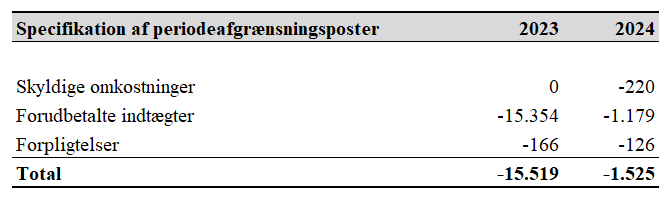 Specifikation af periodeafgrænsningsposter 2023 2024
Skyldige omkostninger 0 -220
Forudbetalte indtægter -15.354 -1.179
Forpligtelser -166 -126
Total -15.519 -1.525